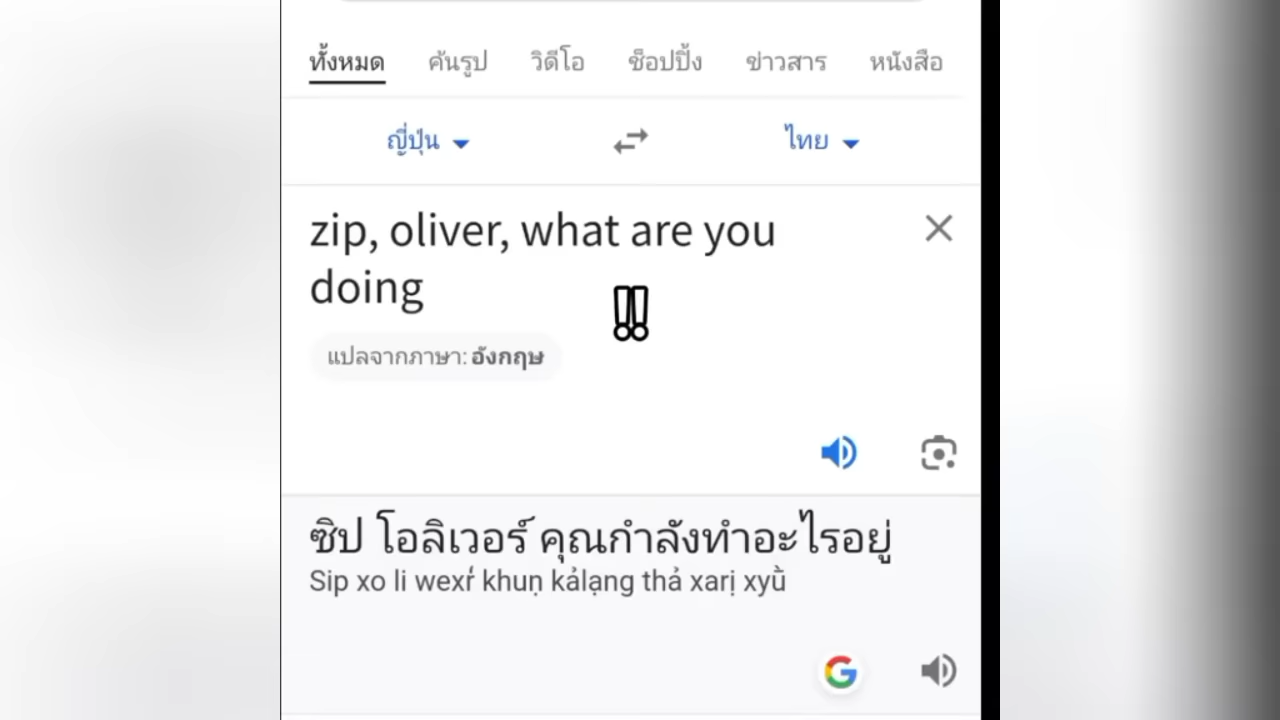 ทั้งหมด ค้นรูป วิดีโอ ช็อปปิ้ง ข่าวสาร หนังสือ
ญี่ปุ่น ไทย
zip, oliver, what are you
doing
!!
แปลจากภาษา: อังกฤษ
ซิป โอลิเวอร์ คุณกำลังทำอะไรอยู่
Sip xo li wexr̒ khuṇ kảlạng thả xarị xyū̀
G